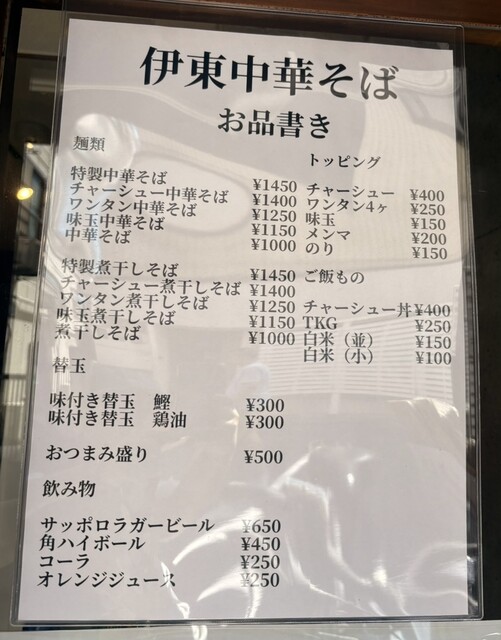 伊東中華そば
お品書き
麺類
特製中華そば ¥1450
チャーシュー中華そば ¥1400
ワンタン中華そば ¥1250
味玉中華そば ¥1150
中華そば ¥1000
特製煮干しそば ¥1450
チャーシュー煮干しそば ¥1400
ワンタン煮干しそば ¥1250
味玉煮干しそば ¥1150
煮干しそば ¥1000
替玉
味付き替玉 鰹 ¥300
味付き替玉 鶏油 ¥300
おつまみ盛り ¥500
飲み物
サッポロラガービール ¥650
角ハイボール ¥450
コーラ ¥250
オレンジジュース ¥250
トッピング
チャーシュー ¥400
ワンタン4ヶ ¥250
味玉 ¥150
メンマ ¥200
のり ¥150
ご飯もの
チャーシュー丼 ¥400
TKG ¥250
白米（並） ¥150
白米（小） ¥100